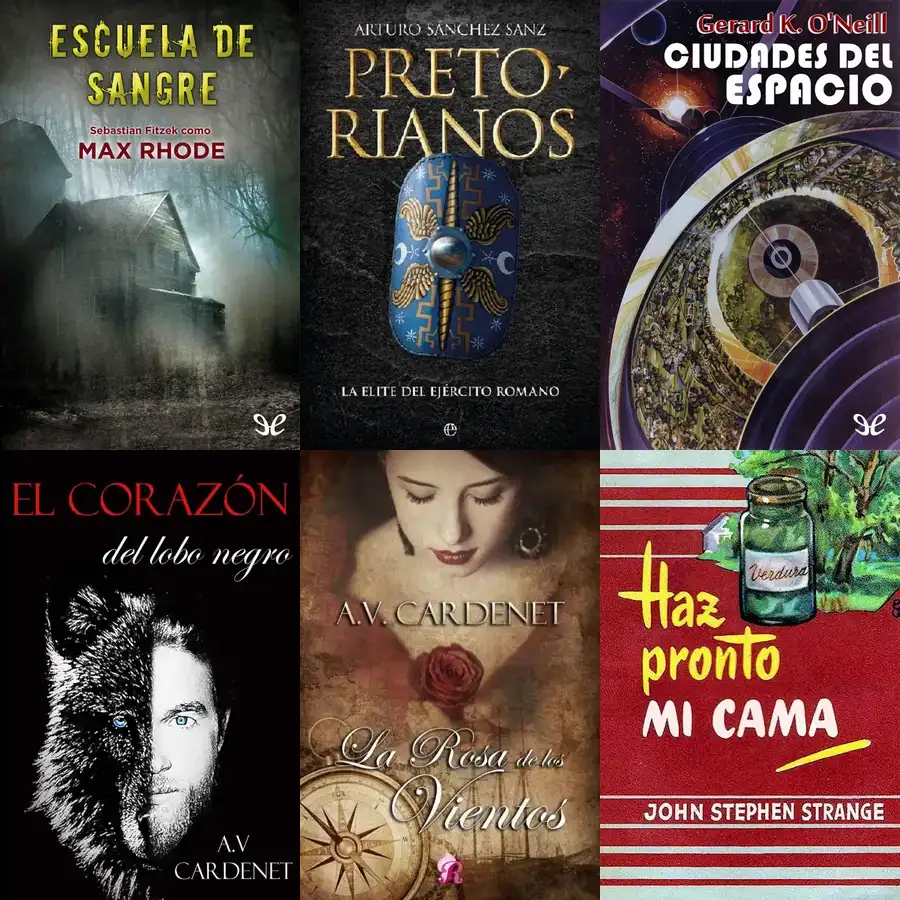 ESCUELA DE
SANGRE
Sebastian Fitzek como
MAX RHODE
ARTURO SÁNCHEZ SANZ
PRETO-
RIANOS
LA ELITE DEL EJÉRCITO ROMANO
Gerard K. O'Neill
CIUDADES DEL
ESPACIO
EL CORAZÓN
del lobo negro
A.V
CARDENET
A.V. CARDENET
La Rosa de los
Vientos
Verdura
Haz
pronto
MI CAMA
JOHN STEPHEN STRANGE